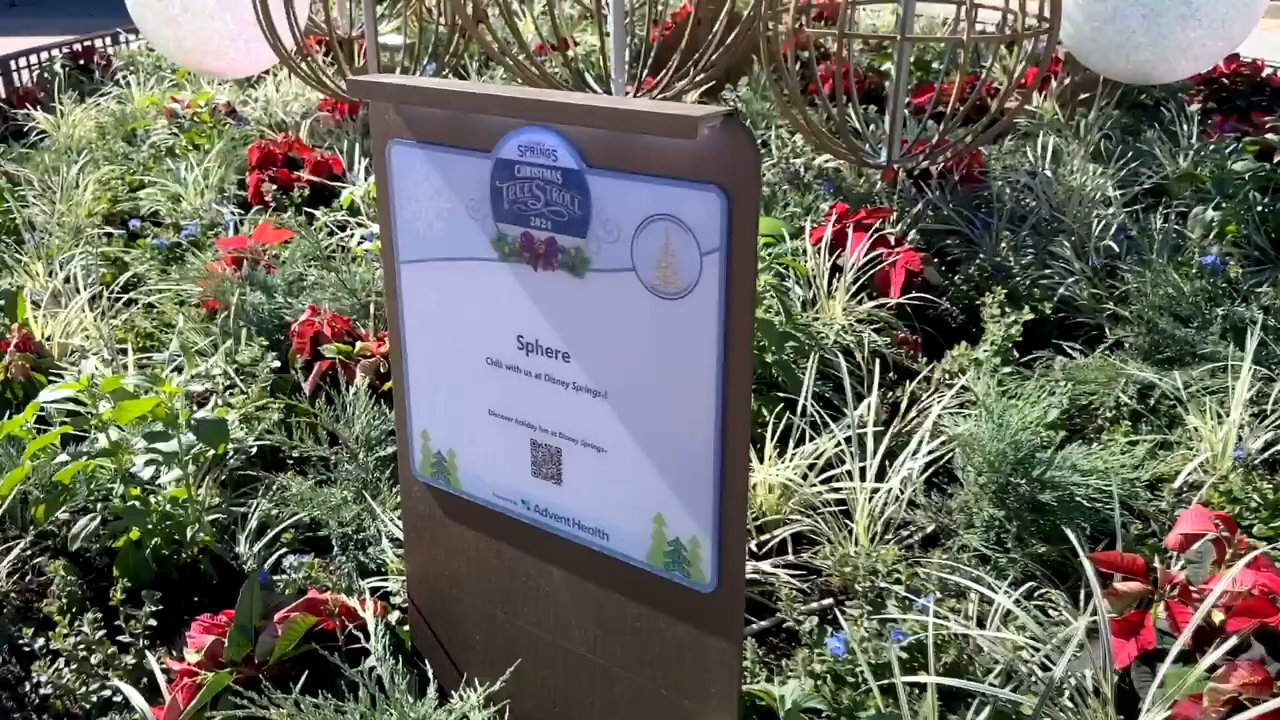 SPRINGS
CHRISTMAS
TREE STROLL
2024
Sphere
Chill with us at Disney Springs!
Discover holiday fun at Disney Springs
Presented by
AdventHealth